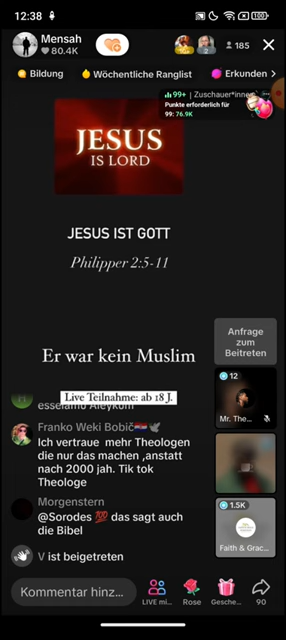 12:38
100
Mensah
80.4K
185
Bildung
Wöchentliche Rangliste
Erkunden
99+ | Zuschauer*innen
Punkte erforderlich für
99: 76.9K
JESUS
IS LORD
JESUS IST GOTT
Philipper 2:5-11
Er war kein Muslim
Anfrage
zum
Beitreten
12
Mr. The...
1.5K
Faith & Grac...
Live Teilnahme: ab 18 J.
esselamu Aleykum
Franko Weki Bobič🇭🇷🕊
Ich vertraue mehr Theologen
die nur das machen ,anstatt
nach 2000 jah. Tik tok
Theologe
Morgenstern
@Sorodes 💯 das sagt auch
die Bibel
V ist beigetreten
Kommentar hinz...
LIVE mi...
Rose
Gesche...
90